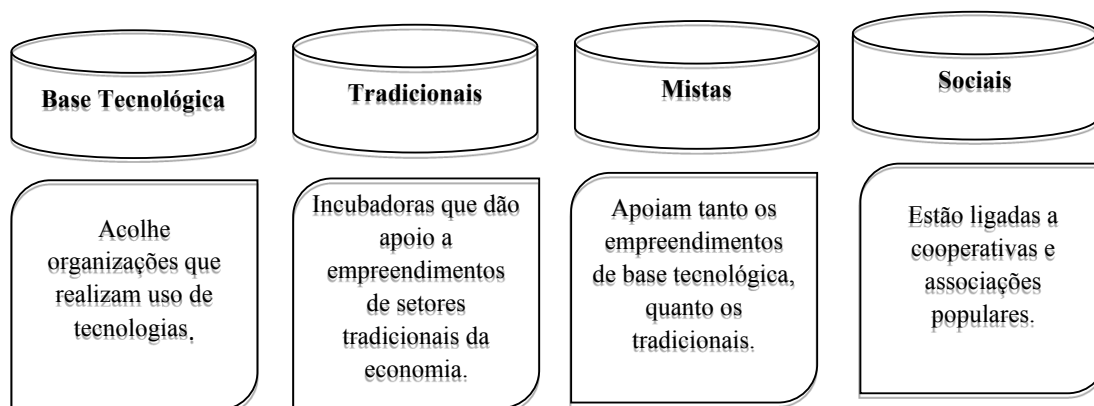 Base Tecnológica
Tradicionais
Mistas
Sociais
Acolhe
organizações que
realizam uso de
tecnologias.
Incubadoras que dão
apoio a
empreendimentos
de setores
tradicionais da
economia.
Apoiam tanto os
empreendimentos
de base tecnológica,
quanto os
tradicionais.
Estão ligadas a
cooperativas e
associações
populares.